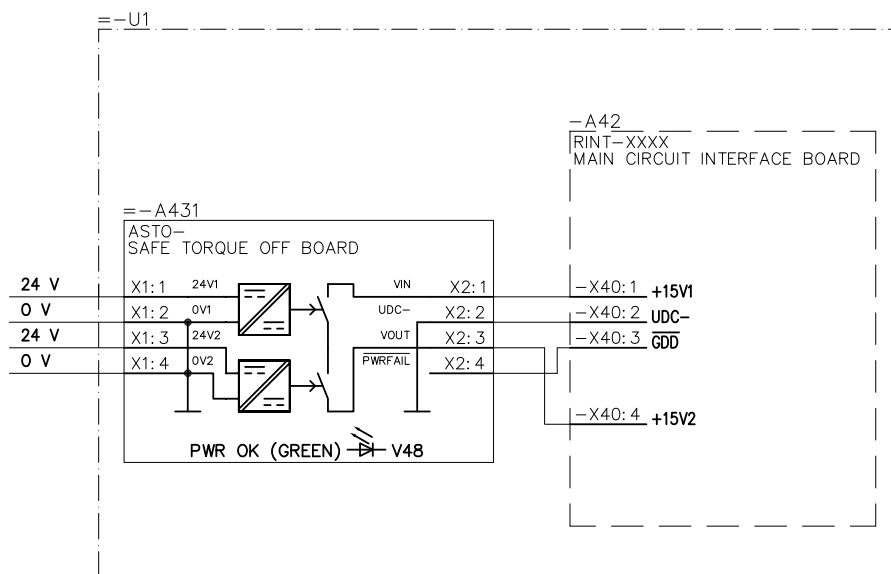 =-U1
-A42
RINT-XXXX
MAIN CIRCUIT INTERFACE BOARD
=-A431
ASTO-
SAFE TORQUE OFF BOARD
24 V X1:1 24V1 VIN X2:1 -X40:1 +15V1
0 V X1:2 0V1 UDC- X2:2 -X40:2 UDC-
24 V X1:3 24V2 VOUT X2:3 -X40:3 G̅D̅D̅
0 V X1:4 0V2 P̅W̅R̅F̅A̅I̅L̅ X2:4
-X40:4 +15V2
PWR OK (GREEN) V48